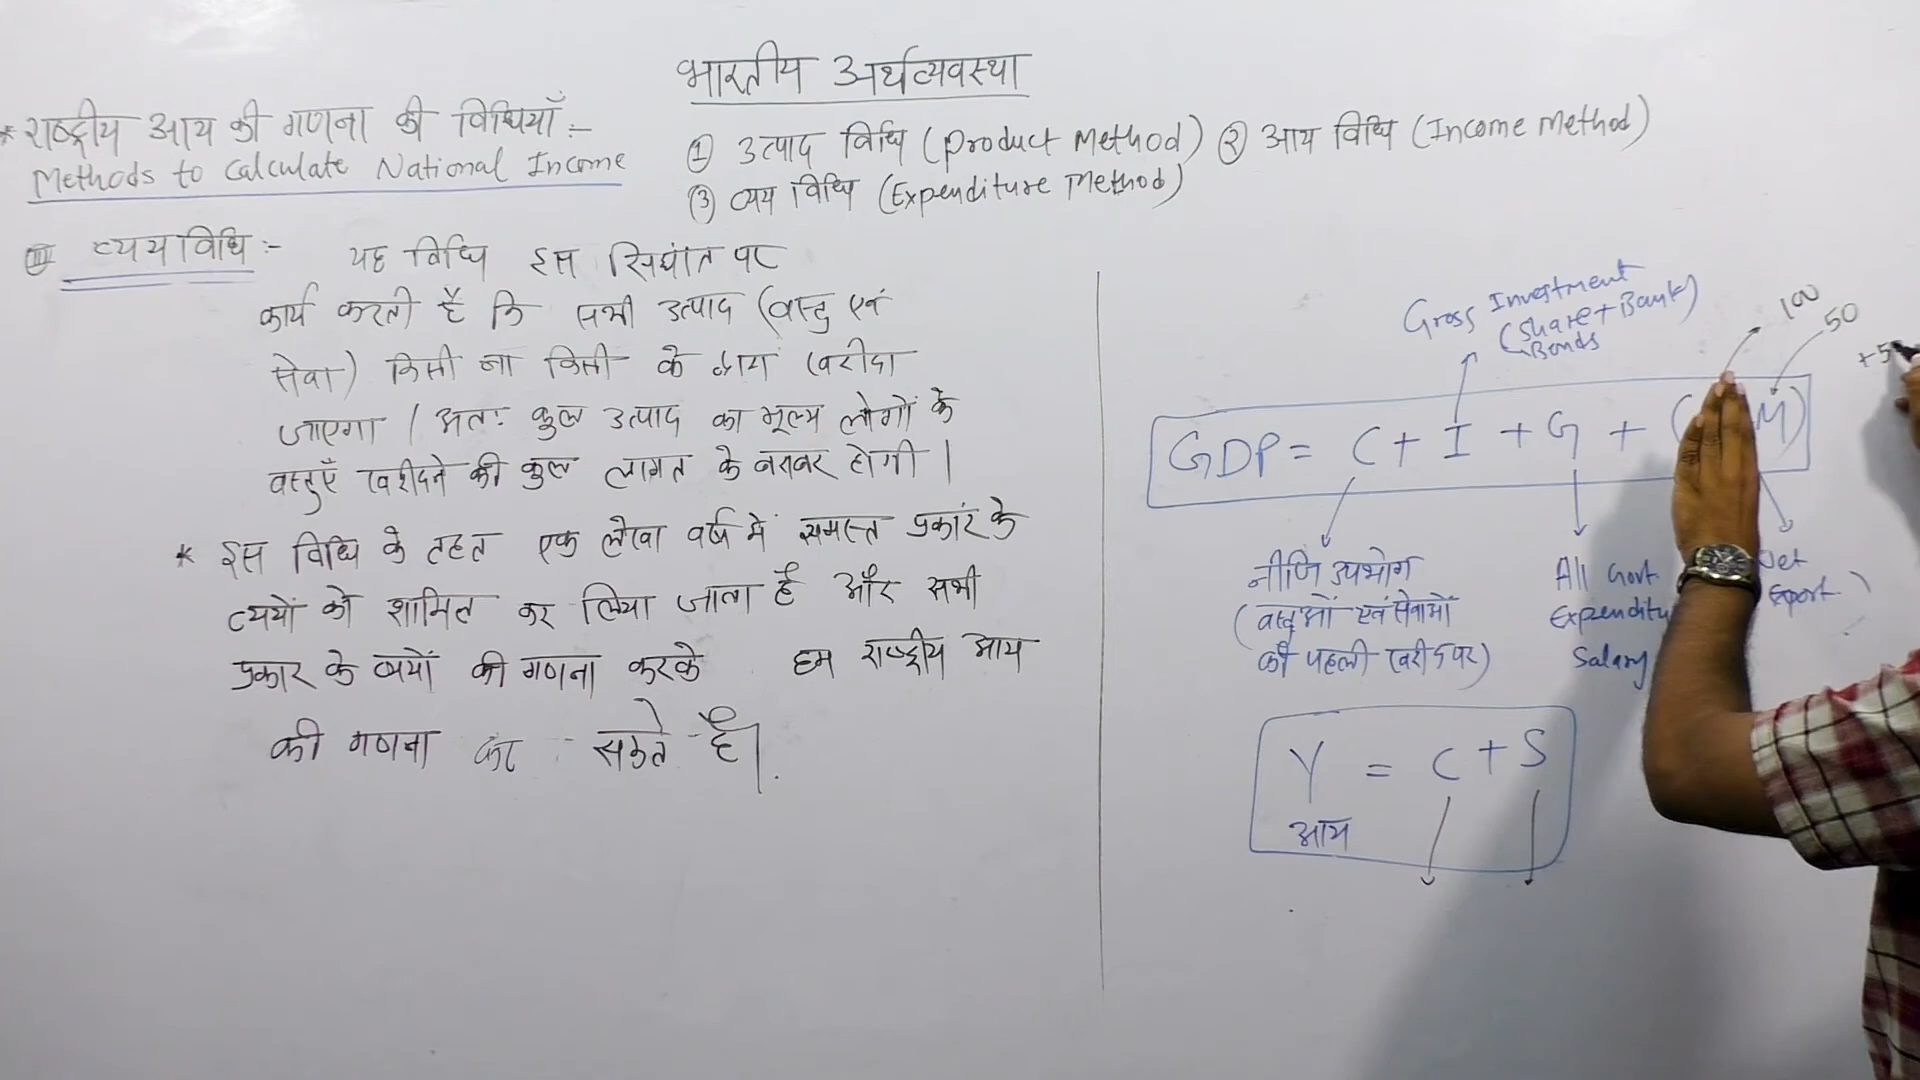 भारतीय अर्थव्यवस्था
* राष्ट्रीय आय की गणना की विधियाँ :-
Methods to Calculate National Income
① उत्पाद विधि (Product Method) ② आय विधि (Income Method)
③ व्यय विधि (Expenditure Method)
व्यय विधि :- यह विधि इस सिद्यांत पर
कार्य करती है कि सभी उत्पाद (वस्तु एवं
सेवा) किसी ना किसी के द्वारा खरीदा
जाएगा। अतः कुल उत्पाद का मूल्य लोगों के
वस्तुएँ खरीदने की कुल लागत के बराबर होगी।
* इस विधि के तहत एक लेखा वर्ष में समस्त प्रकार के
व्ययों को शामिल कर लिया जाता है और सभी
प्रकार के व्ययों की गणना करके हम राष्ट्रीय आय
की गणना कर सकते है।
Gross Investment
(Share + Bank)
Bonds
100
50
+5
GDP = C + I + G + ( M)
नीजि उपभोग
(वस्तुओं एवं सेवाओं
की पहली खरीद पर)
All Govt
Expenditu
Salary
Net
Export
Y = C + S
आय